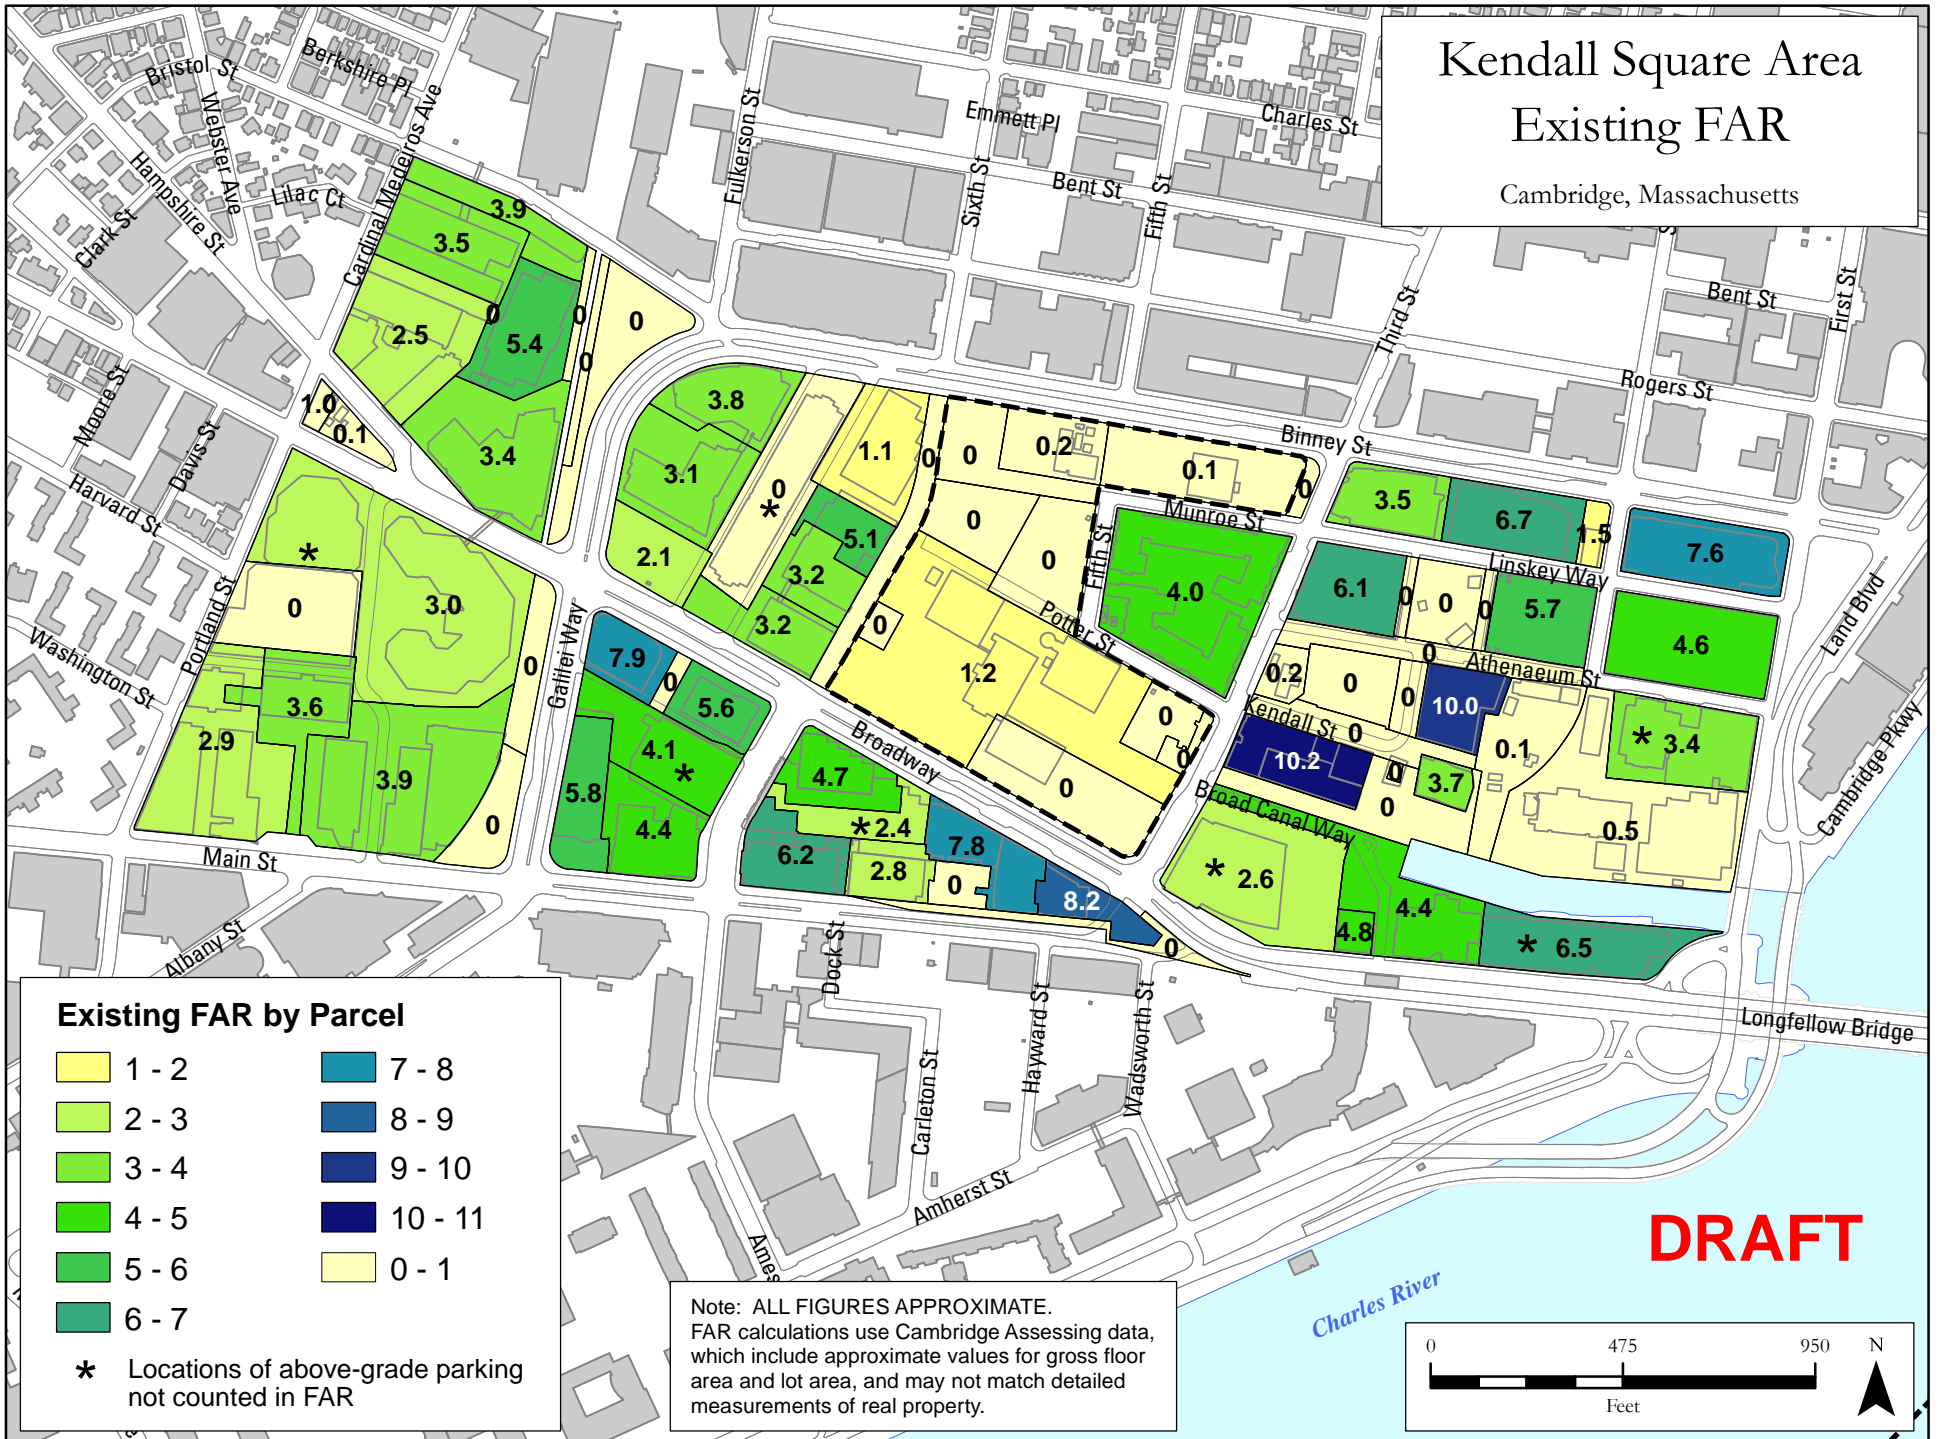 Kendall Square Area
Existing FAR
Cambridge, Massachusetts
Bristol St
Berkshire Pl
Webster Ave
Hampshire St
Lilac Ct
Clark St
Cardinal Medeiros Ave
Fulkerson St
Emmett Pl
Charles St
Sixth St
Bent St
Fifth St
Third St
Bent St
First St
Rogers St
Moore St
Davis St
Harvard St
Binney St
Munroe St
Fifth St
Linskey Way
Land Blvd
Potter St
Athenaeum St
Portland St
Washington St
Galilei Way
Kendall St
Broadway
Broad Canal Way
Cambridge Pkwy
Main St
Albany St
Dock St
Hayward St
Wadsworth St
Carleton St
Amherst St
Ames
Longfellow Bridge
Charles River
3.9
3.5
0
0
0
0
2.5
5.4
1.0
0.1
3.4
3.8
1.1
0
0
0.2
0.1
0
3.1
0
*
5.1
0
0
2.1
3.2
3.2
0
1.2
0
0
0
4.0
3.5
6.7
1.5
7.6
6.1
0
0
0
5.7
4.6
0
0.2
0
0
10.0
0
0.1
*
3.4
10.2
0
3.7
0
0.5
*
3.0
0
0
3.6
2.9
3.9
0
7.9
0
5.6
4.1
*
5.8
4.4
4.7
*
2.4
7.8
6.2
2.8
0
8.2
0
*
2.6
4.4
4.8
*
6.5
Existing FAR by Parcel
1 - 2
2 - 3
3 - 4
4 - 5
5 - 6
6 - 7
7 - 8
8 - 9
9 - 10
10 - 11
0 - 1
* Locations of above-grade parking
not counted in FAR
Note: ALL FIGURES APPROXIMATE.
FAR calculations use Cambridge Assessing data,
which include approximate values for gross floor
area and lot area, and may not match detailed
measurements of real property.
DRAFT
0 475 950
Feet
N